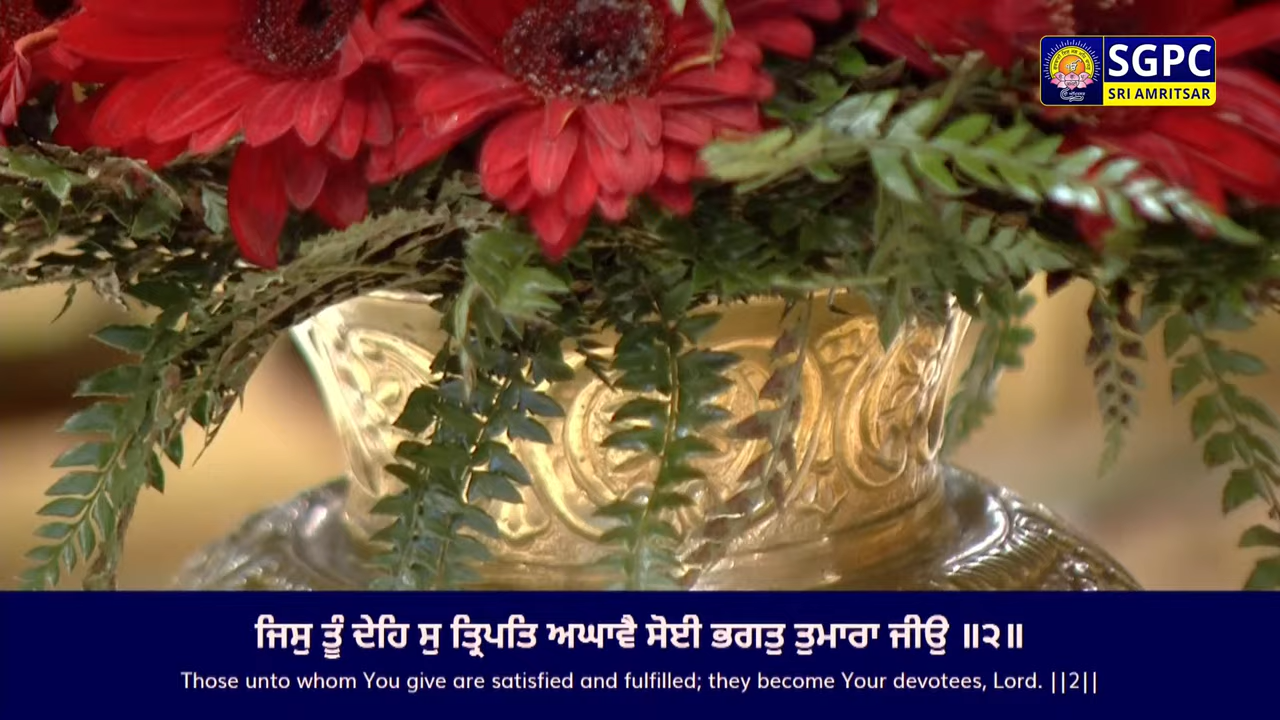 SGPC
SRI AMRITSAR
ਜਿਸੁ ਤੂੰ ਦੇਹਿ ਸੁ ਤ੍ਰਿਪਤਿ ਅਘਾਵੈ ਸੋਈ ਭਗਤੁ ਤੁਮਾਰਾ ਜੀਉ ॥੨॥
Those unto whom You give are satisfied and fulfilled; they become Your devotees, Lord. ||2||